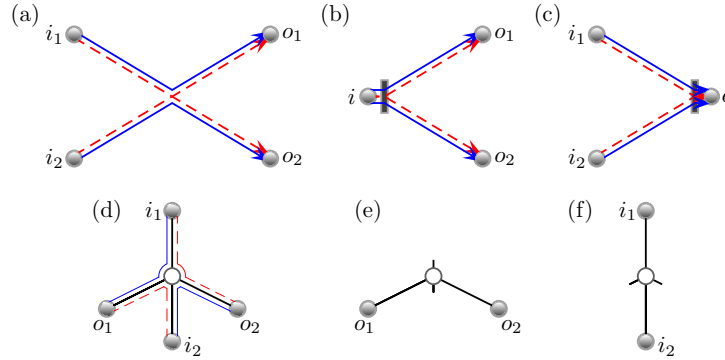 (a) (b) (c)
i₁ o₁ o₁ i₁
i
i₂ o₂ o₂ i₂
(d) (e) (f)
i₁ i₁
o₁ o₂ o₁ o₂
i₂ i₂